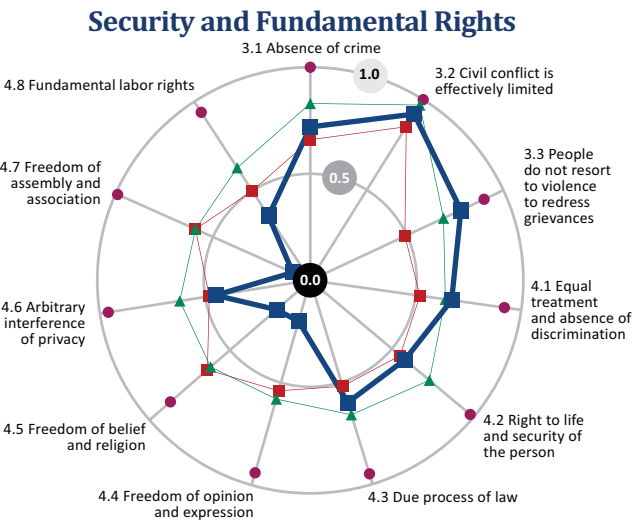 Security and Fundamental Rights
3.1 Absence of crime
1.0
3.2 Civil conflict is
effectively limited
4.8 Fundamental labor rights
3.3 People
do not resort
to violence
to redress
grievances
4.7 Freedom of
assembly and
association
0.5
0.0
4.1 Equal
treatment
and absence of
discrimination
4.6 Arbitrary
interference
of privacy
4.2 Right to life
and security of
the person
4.5 Freedom of belief
and religion
4.4 Freedom of opinion
and expression
4.3 Due process of law